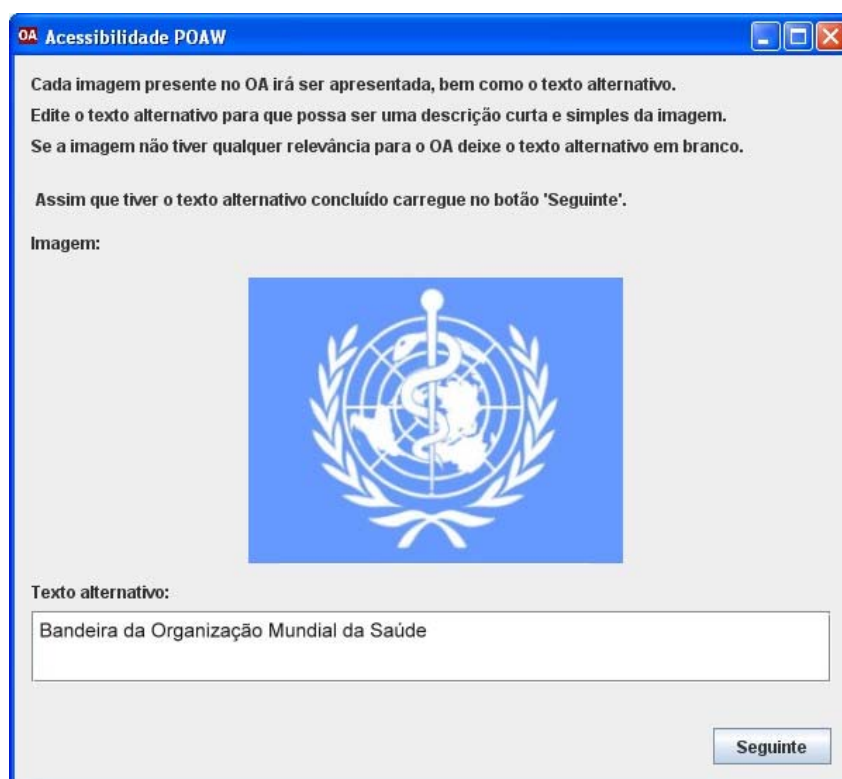 OA Acessibilidade POAW
Cada imagem presente no OA irá ser apresentada, bem como o texto alternativo.
Edite o texto alternativo para que possa ser uma descrição curta e simples da imagem.
Se a imagem não tiver qualquer relevância para o OA deixe o texto alternativo em branco.
Assim que tiver o texto alternativo concluído carregue no botão 'Seguinte'.
Imagem:
Texto alternativo:
Bandeira da Organização Mundial da Saúde
Seguinte